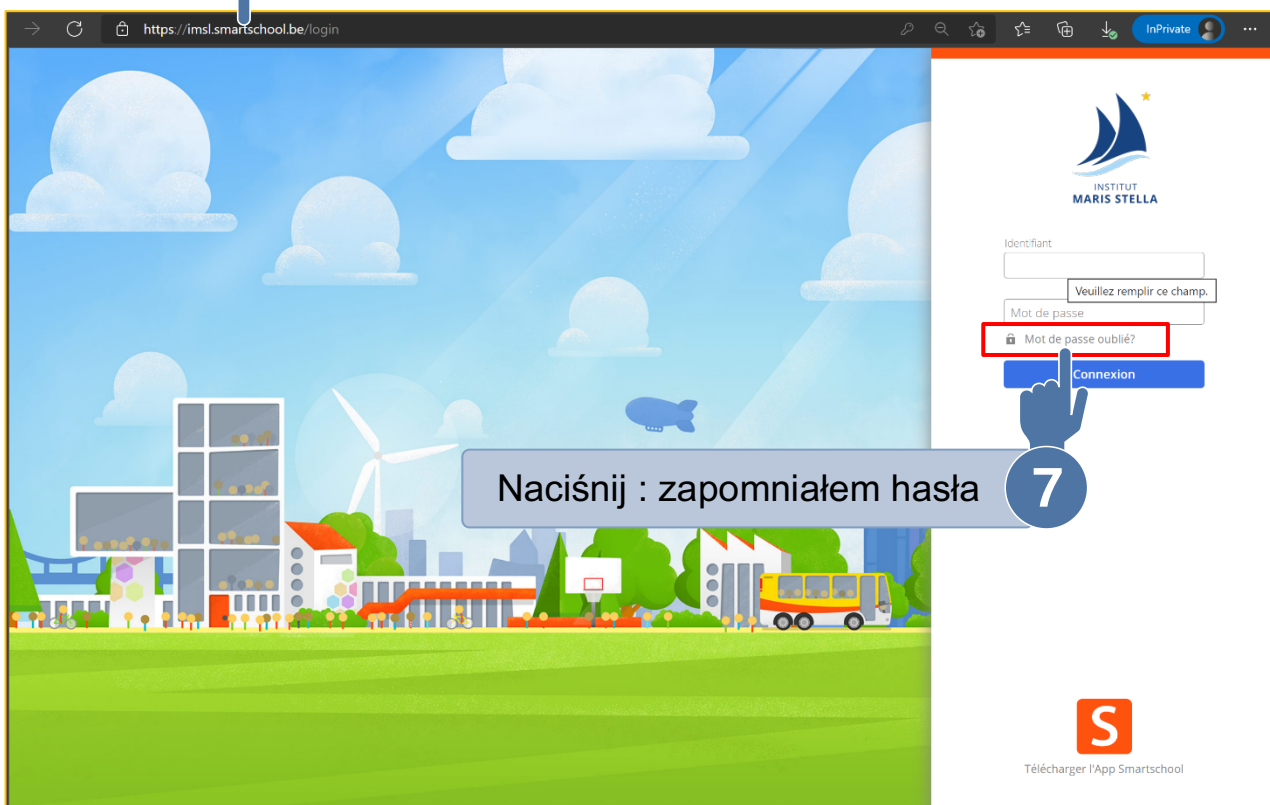 https://imsl.smartschool.be/login
InPrivate
INSTITUT
MARIS STELLA
Identifiant
Veuillez remplir ce champ.
Mot de passe
Mot de passe oublié?
Connexion
Naciśnij : zapomniałem hasła
7
S
Télécharger l'App Smartschool